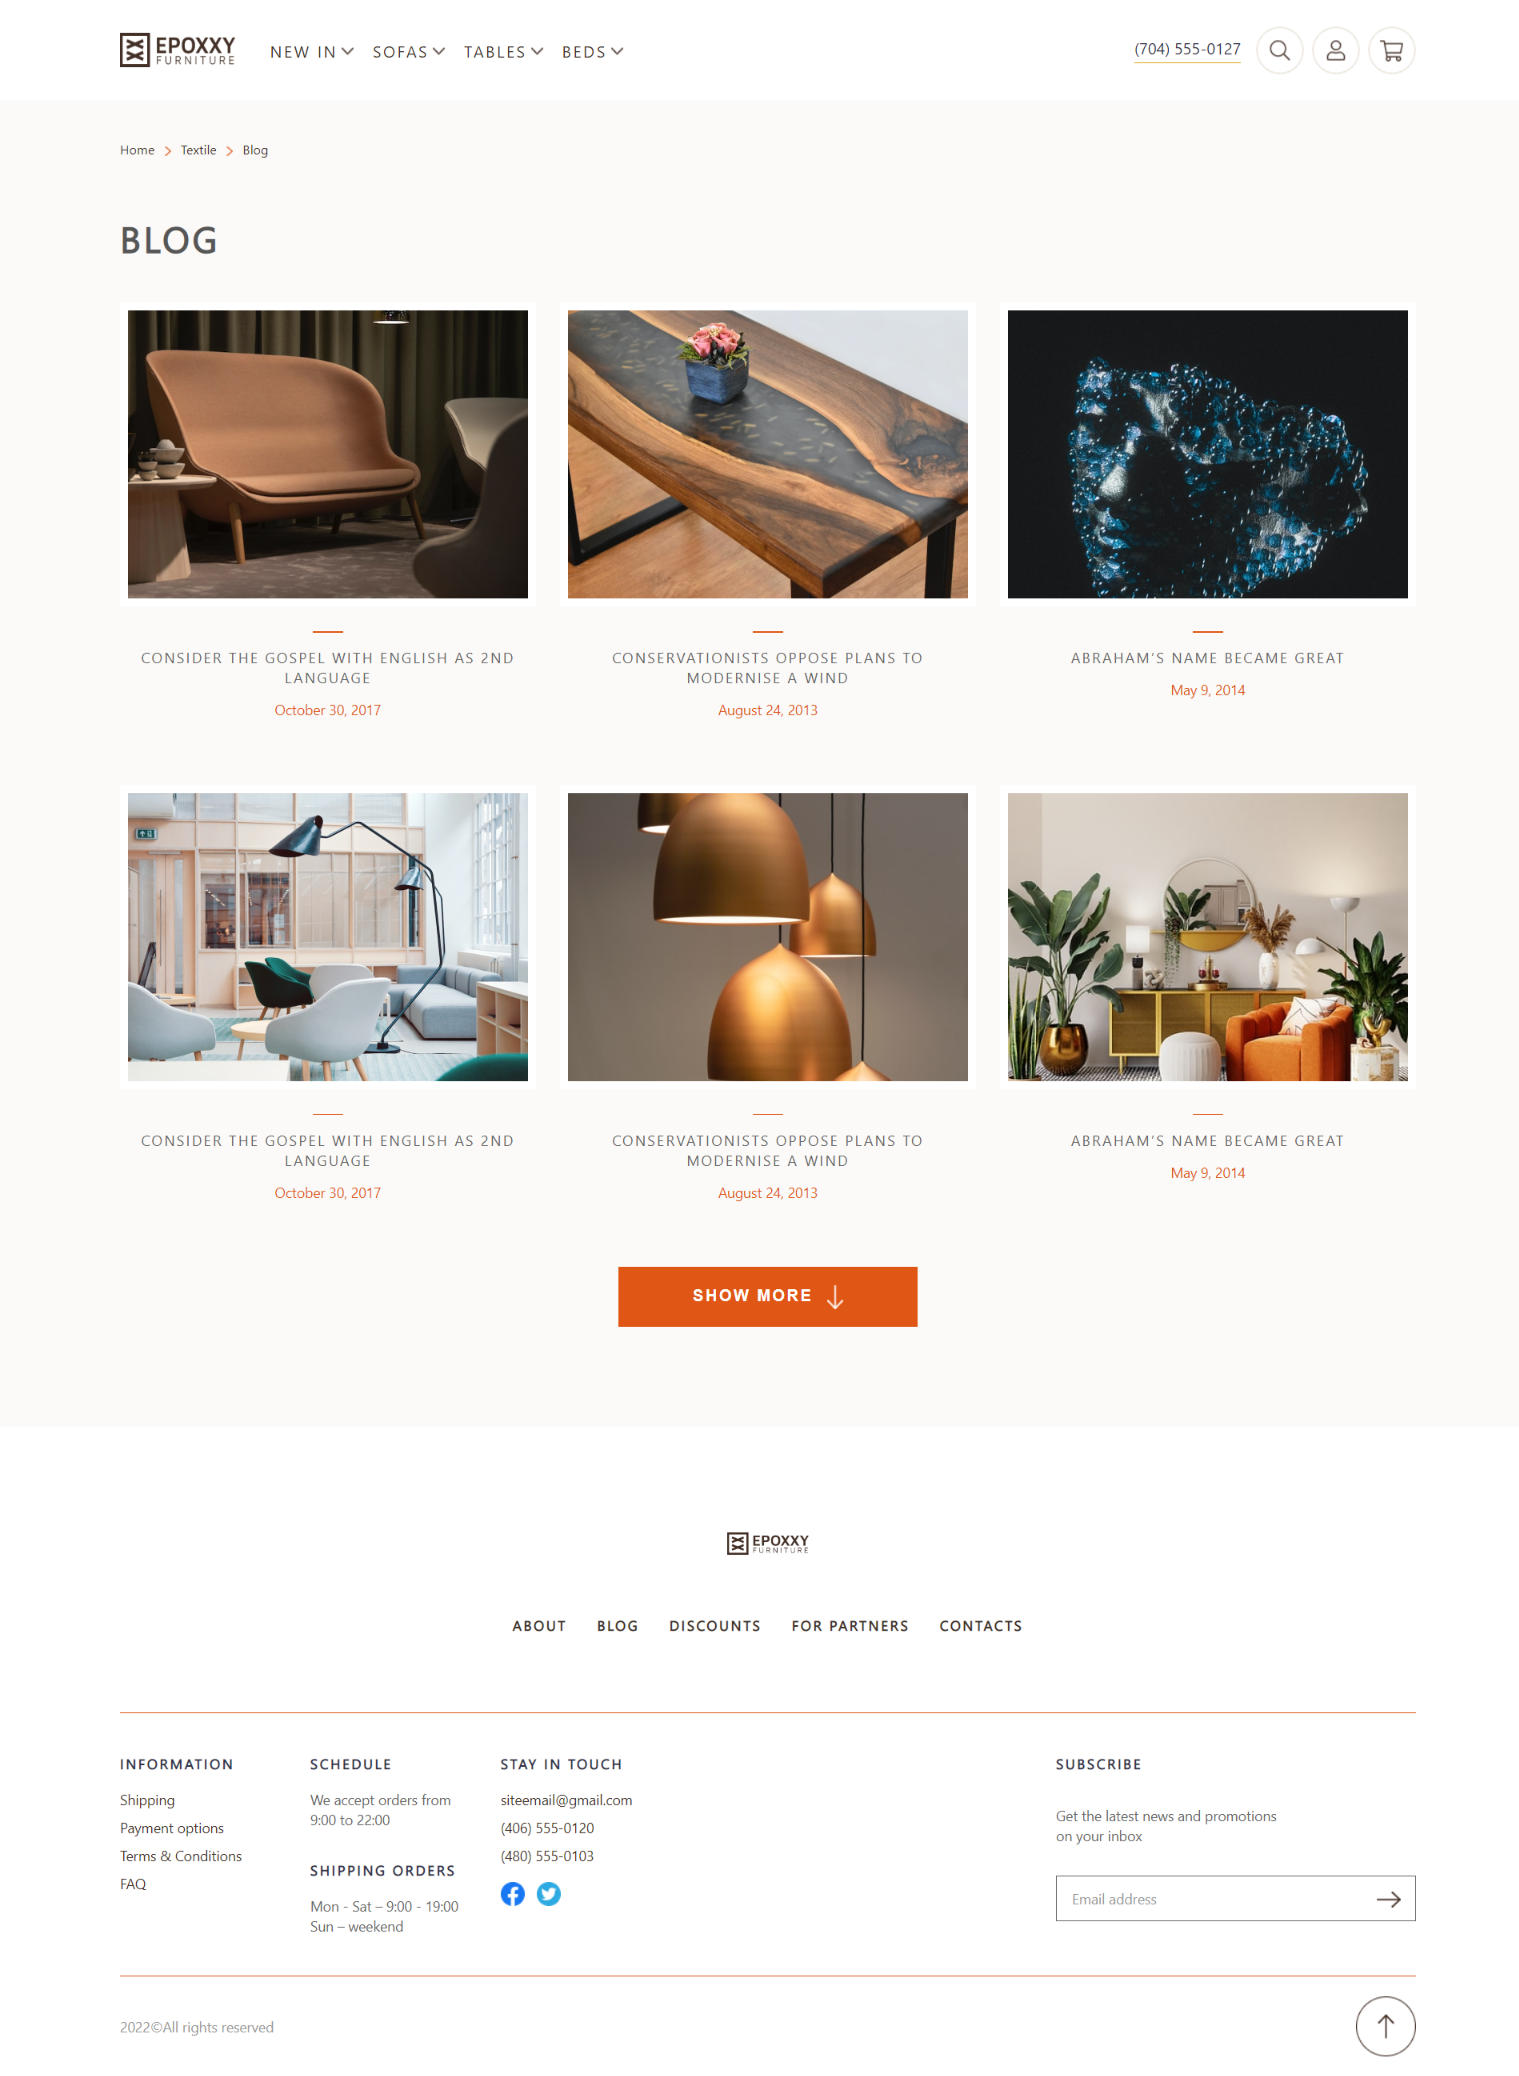 EPOXXY
FURNITURE
NEW IN
SOFAS
TABLES
BEDS
(704) 555-0127
Home
Textile
Blog
BLOG
CONSIDER THE GOSPEL WITH ENGLISH AS 2ND
LANGUAGE
October 30, 2017
CONSERVATIONISTS OPPOSE PLANS TO
MODERNISE A WIND
August 24, 2013
ABRAHAM'S NAME BECAME GREAT
May 9, 2014
CONSIDER THE GOSPEL WITH ENGLISH AS 2ND
LANGUAGE
October 30, 2017
CONSERVATIONISTS OPPOSE PLANS TO
MODERNISE A WIND
August 24, 2013
ABRAHAM'S NAME BECAME GREAT
May 9, 2014
SHOW MORE
EPOXXY
FURNITURE
ABOUT
BLOG
DISCOUNTS
FOR PARTNERS
CONTACTS
INFORMATION
Shipping
Payment options
Terms & Conditions
FAQ
SCHEDULE
We accept orders from
9:00 to 22:00
SHIPPING ORDERS
Mon - Sat – 9:00 - 19:00
Sun – weekend
STAY IN TOUCH
siteemail@gmail.com
(406) 555-0120
(480) 555-0103
SUBSCRIBE
Get the latest news and promotions
on your inbox
Email address
2022©All rights reserved